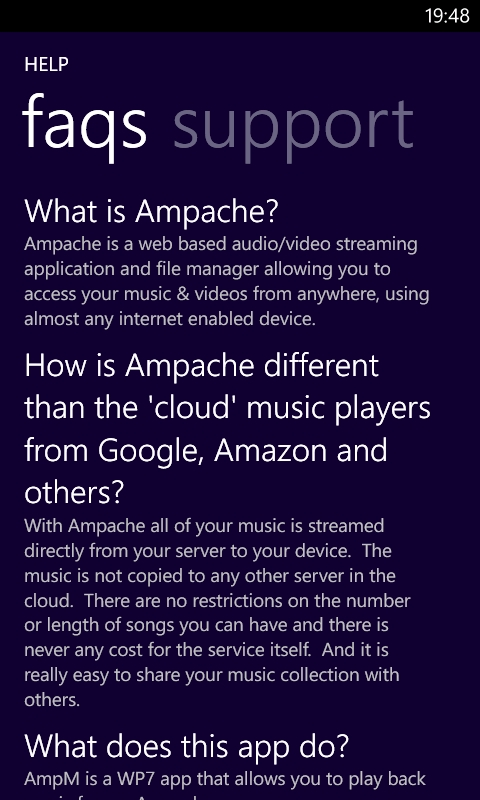 19:48
HELP
faqs support
What is Ampache?
Ampache is a web based audio/video streaming
application and file manager allowing you to
access your music & videos from anywhere, using
almost any internet enabled device.
How is Ampache different
than the 'cloud' music players
from Google, Amazon and
others?
With Ampache all of your music is streamed
directly from your server to your device.  The
music is not copied to any other server in the
cloud.  There are no restrictions on the number
or length of songs you can have and there is
never any cost for the service itself.  And it is
really easy to share your music collection with
others.
What does this app do?
AmpM is a WP7 app that allows you to play back